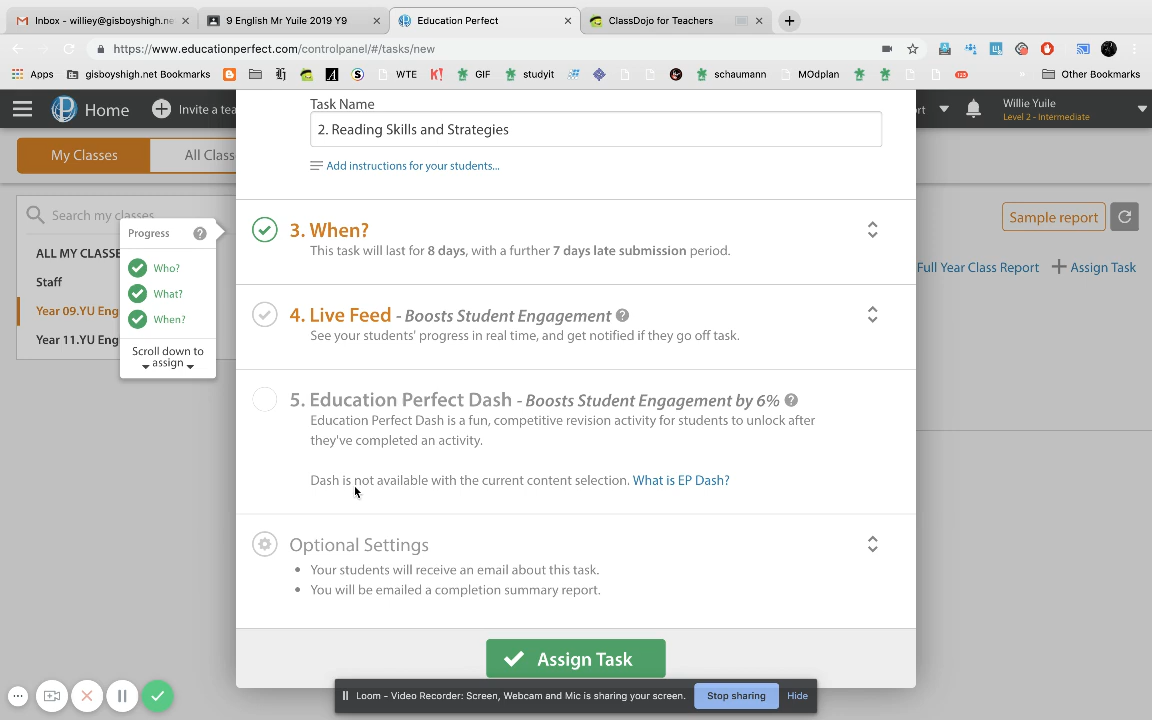 Inbox - williey@gisboyshigh.ne
9 English Mr Yuile 2019 Y9
Education Perfect
ClassDojo for Teachers
https://www.educationperfect.com/controlpanel/#/tasks/new
Apps
gisboyshigh.net Bookmarks
WTE
GIF
studyit
schaumann
MOdplan
Other Bookmarks
Home
Invite a tea
ort
Willie Yuile
Level 2 - Intermediate
My Classes
All Class
Search my classes
ALL MY CLASSE
Staff
Year 09.YU Eng
Year 11.YU Eng
Progress
Who?
What?
When?
Scroll down to
assign
Task Name
2. Reading Skills and Strategies
Add instructions for your students...
3. When?
This task will last for 8 days, with a further 7 days late submission period.
4. Live Feed - Boosts Student Engagement
See your students' progress in real time, and get notified if they go off task.
5. Education Perfect Dash - Boosts Student Engagement by 6%
Education Perfect Dash is a fun, competitive revision activity for students to unlock after
they've completed an activity.
Dash is not available with the current content selection. What is EP Dash?
Optional Settings
• Your students will receive an email about this task.
• You will be emailed a completion summary report.
Assign Task
Sample report
Full Year Class Report
Assign Task
Loom - Video Recorder: Screen, Webcam and Mic is sharing your screen.
Stop sharing
Hide